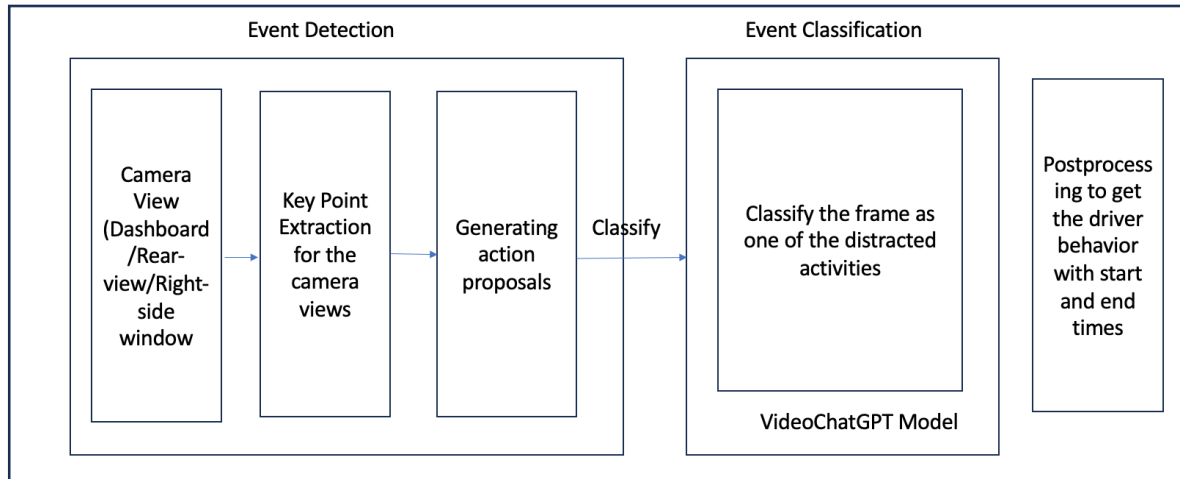 Event Detection
Event Classification
Camera
View
(Dashboard
/Rear-
view/Right-
side
window
Key Point
Extraction
for the
camera
views
Generating
action
proposals
Classify
Classify the frame as
one of the distracted
activities
VideoChatGPT Model
Postprocess
ing to get
the driver
behavior
with start
and end
times